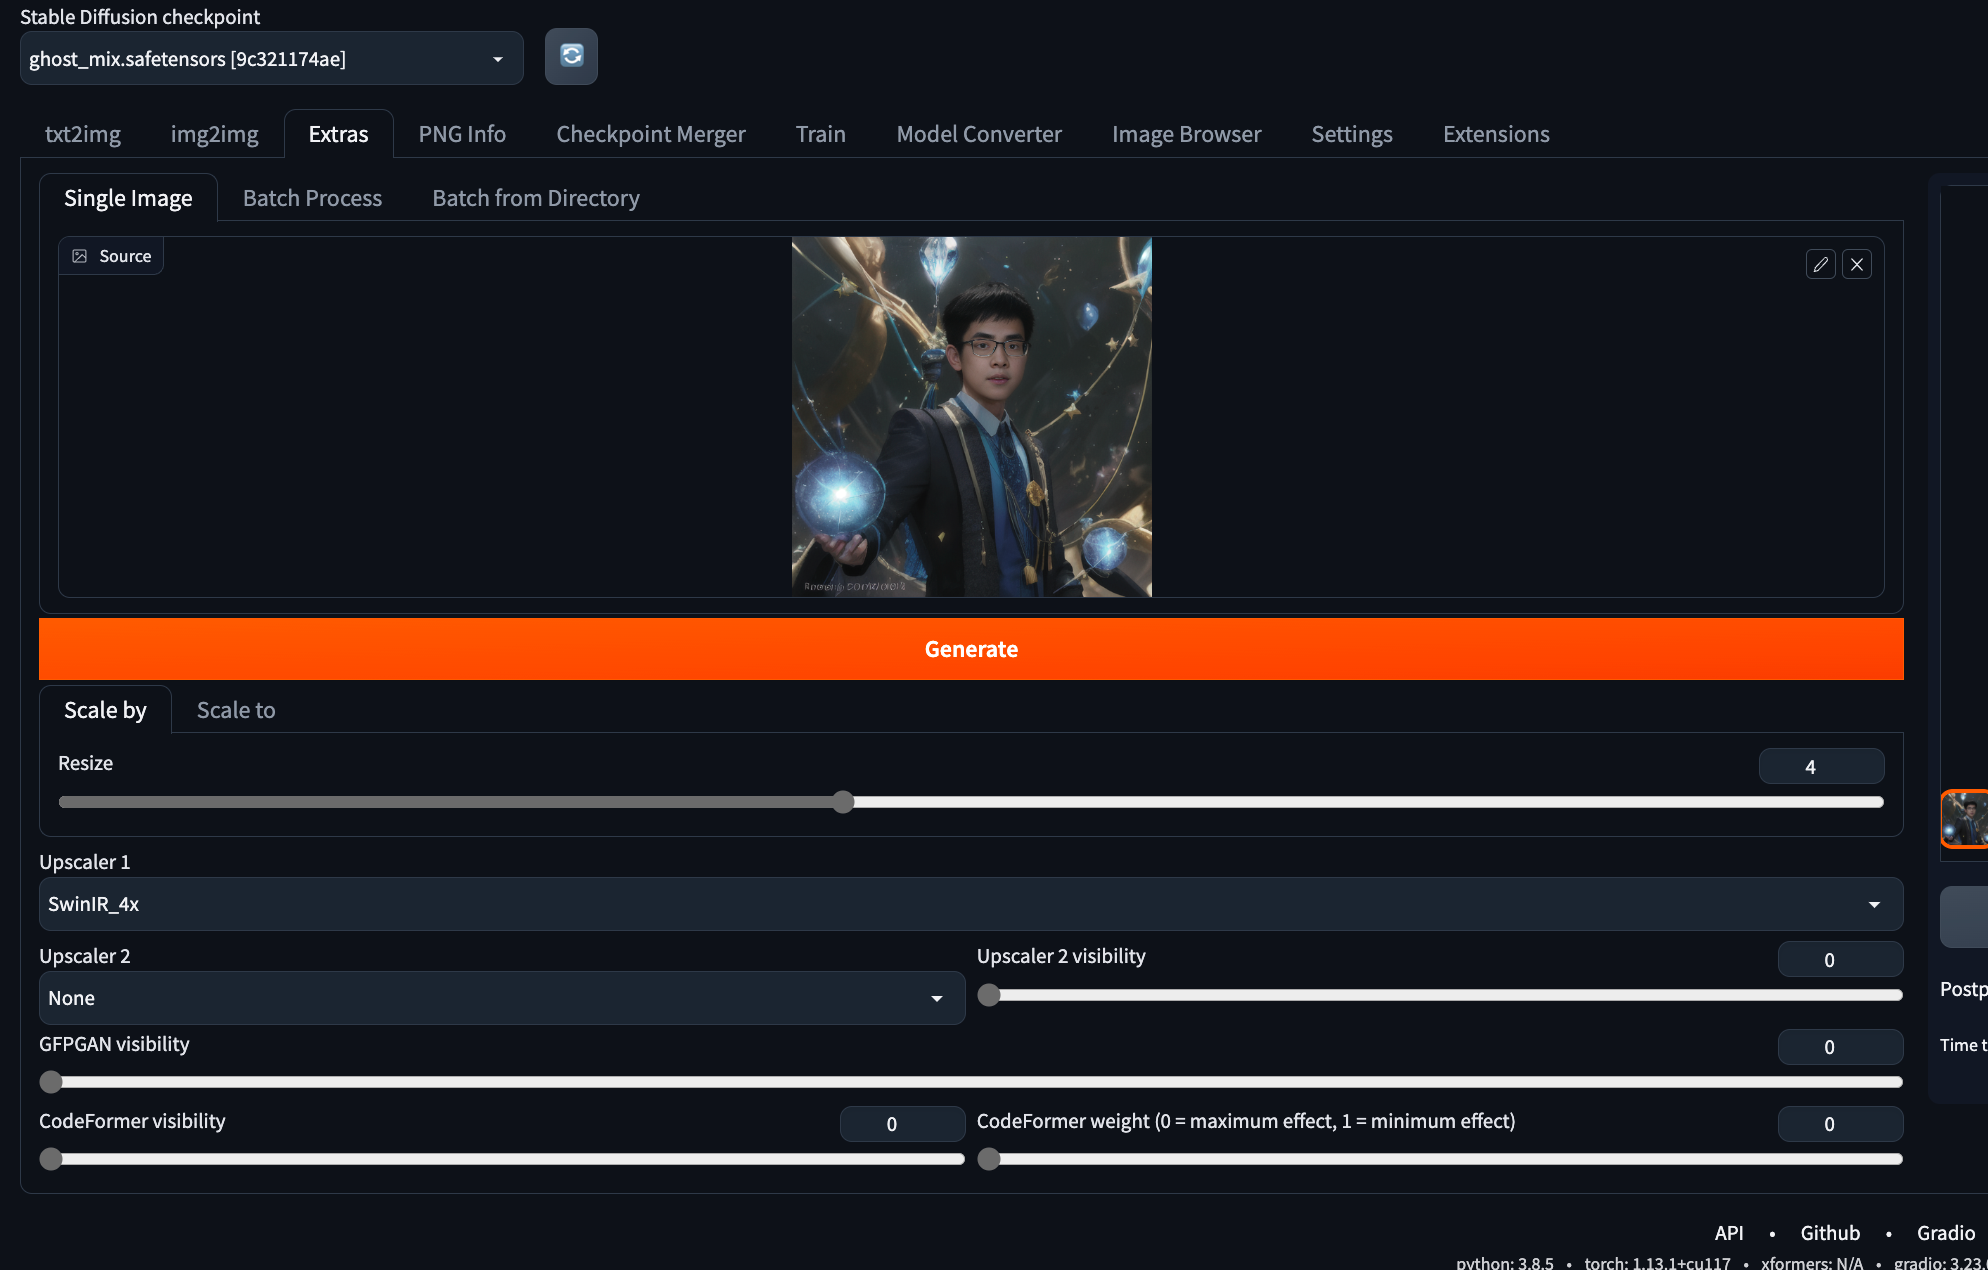 Stable Diffusion checkpoint
ghost_mix.safetensors [9c321174ae]
txt2img img2img Extras PNG Info Checkpoint Merger Train Model Converter Image Browser Settings Extensions
Single Image Batch Process Batch from Directory
Source
Generate
Scale by Scale to
Resize 4
Upscaler 1
SwinIR_4x
Upscaler 2 Upscaler 2 visibility 0
None
Postp
GFPGAN visibility 0
Time t
CodeFormer visibility 0 CodeFormer weight (0 = maximum effect, 1 = minimum effect) 0
API • Github • Gradio
python: 3.8.5 • torch: 1.13.1+cu117 • xformers: N/A • gradio: 3.23